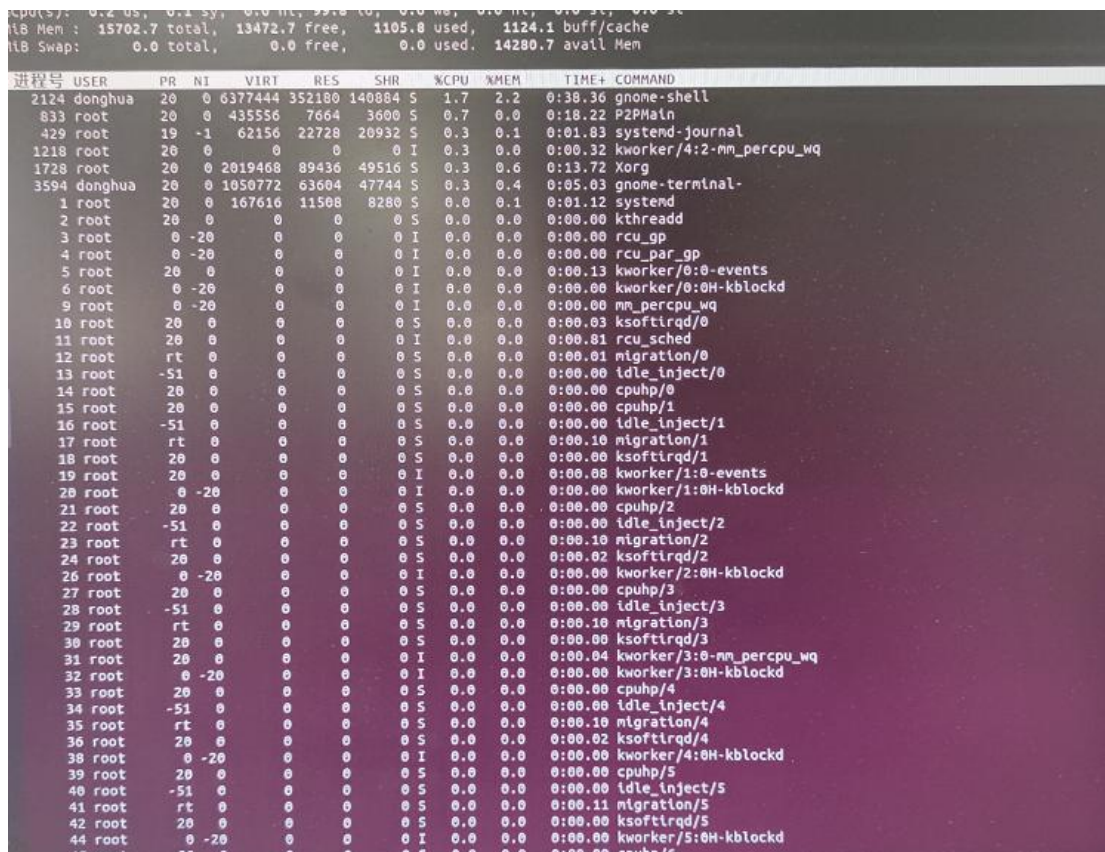 Cpu(s): 0.2 us, 0.1 sy, 0.0 ni, 99.8 id, 0.0 wa, 0.0 hi, 0.0 si, 0.0 st
MiB Mem : 15702.7 total, 13472.7 free, 1105.8 used, 1124.1 buff/cache
MiB Swap: 0.0 total, 0.0 free, 0.0 used. 14280.7 avail Mem
进程号 USER PR NI VIRT RES SHR %CPU %MEM TIME+ COMMAND
2124 donghua 20 0 6377444 352180 140884 S 1.7 2.2 0:38.36 gnome-shell
833 root 20 0 435556 7664 3600 S 0.7 0.0 0:18.22 P2PMain
429 root 19 -1 62156 22728 20932 S 0.3 0.1 0:01.83 systemd-journal
1218 root 20 0 0 0 0 I 0.3 0.0 0:00.32 kworker/4:2-mm_percpu_wq
1728 root 20 0 2019468 89436 49516 S 0.3 0.6 0:13.72 Xorg
3594 donghua 20 0 1050772 63604 47744 S 0.3 0.4 0:05.03 gnome-terminal-
1 root 20 0 167616 11508 8280 S 0.0 0.1 0:01.12 systemd
2 root 20 0 0 0 0 S 0.0 0.0 0:00.00 kthreadd
3 root 0 -20 0 0 0 I 0.0 0.0 0:00.00 rcu_gp
4 root 0 -20 0 0 0 I 0.0 0.0 0:00.00 rcu_par_gp
5 root 20 0 0 0 0 I 0.0 0.0 0:00.13 kworker/0:0-events
6 root 0 -20 0 0 0 I 0.0 0.0 0:00.00 kworker/0:0H-kblockd
9 root 0 -20 0 0 0 I 0.0 0.0 0:00.00 mm_percpu_wq
10 root 20 0 0 0 0 S 0.0 0.0 0:00.03 ksoftirqd/0
11 root 20 0 0 0 0 I 0.0 0.0 0:00.81 rcu_sched
12 root rt 0 0 0 0 S 0.0 0.0 0:00.01 migration/0
13 root -51 0 0 0 0 S 0.0 0.0 0:00.00 idle_inject/0
14 root 20 0 0 0 0 S 0.0 0.0 0:00.00 cpuhp/0
15 root 20 0 0 0 0 S 0.0 0.0 0:00.00 cpuhp/1
16 root -51 0 0 0 0 S 0.0 0.0 0:00.00 idle_inject/1
17 root rt 0 0 0 0 S 0.0 0.0 0:00.10 migration/1
18 root 20 0 0 0 0 S 0.0 0.0 0:00.00 ksoftirqd/1
19 root 20 0 0 0 0 I 0.0 0.0 0:00.08 kworker/1:0-events
20 root 0 -20 0 0 0 I 0.0 0.0 0:00.00 kworker/1:0H-kblockd
21 root 20 0 0 0 0 S 0.0 0.0 0:00.00 cpuhp/2
22 root -51 0 0 0 0 S 0.0 0.0 0:00.00 idle_inject/2
23 root rt 0 0 0 0 S 0.0 0.0 0:00.10 migration/2
24 root 20 0 0 0 0 S 0.0 0.0 0:00.02 ksoftirqd/2
26 root 0 -20 0 0 0 I 0.0 0.0 0:00.00 kworker/2:0H-kblockd
27 root 20 0 0 0 0 S 0.0 0.0 0:00.00 cpuhp/3
28 root -51 0 0 0 0 S 0.0 0.0 0:00.00 idle_inject/3
29 root rt 0 0 0 0 S 0.0 0.0 0:00.10 migration/3
30 root 20 0 0 0 0 S 0.0 0.0 0:00.00 ksoftirqd/3
31 root 20 0 0 0 0 I 0.0 0.0 0:00.04 kworker/3:0-mm_percpu_wq
32 root 0 -20 0 0 0 I 0.0 0.0 0:00.00 kworker/3:0H-kblockd
33 root 20 0 0 0 0 S 0.0 0.0 0:00.00 cpuhp/4
34 root -51 0 0 0 0 S 0.0 0.0 0:00.00 idle_inject/4
35 root rt 0 0 0 0 S 0.0 0.0 0:00.10 migration/4
36 root 20 0 0 0 0 S 0.0 0.0 0:00.02 ksoftirqd/4
38 root 0 -20 0 0 0 I 0.0 0.0 0:00.00 kworker/4:0H-kblockd
39 root 20 0 0 0 0 S 0.0 0.0 0:00.00 cpuhp/5
40 root -51 0 0 0 0 S 0.0 0.0 0:00.00 idle_inject/5
41 root rt 0 0 0 0 S 0.0 0.0 0:00.11 migration/5
42 root 20 0 0 0 0 S 0.0 0.0 0:00.00 ksoftirqd/5
44 root 0 -20 0 0 0 I 0.0 0.0 0:00.00 kworker/5:0H-kblockd